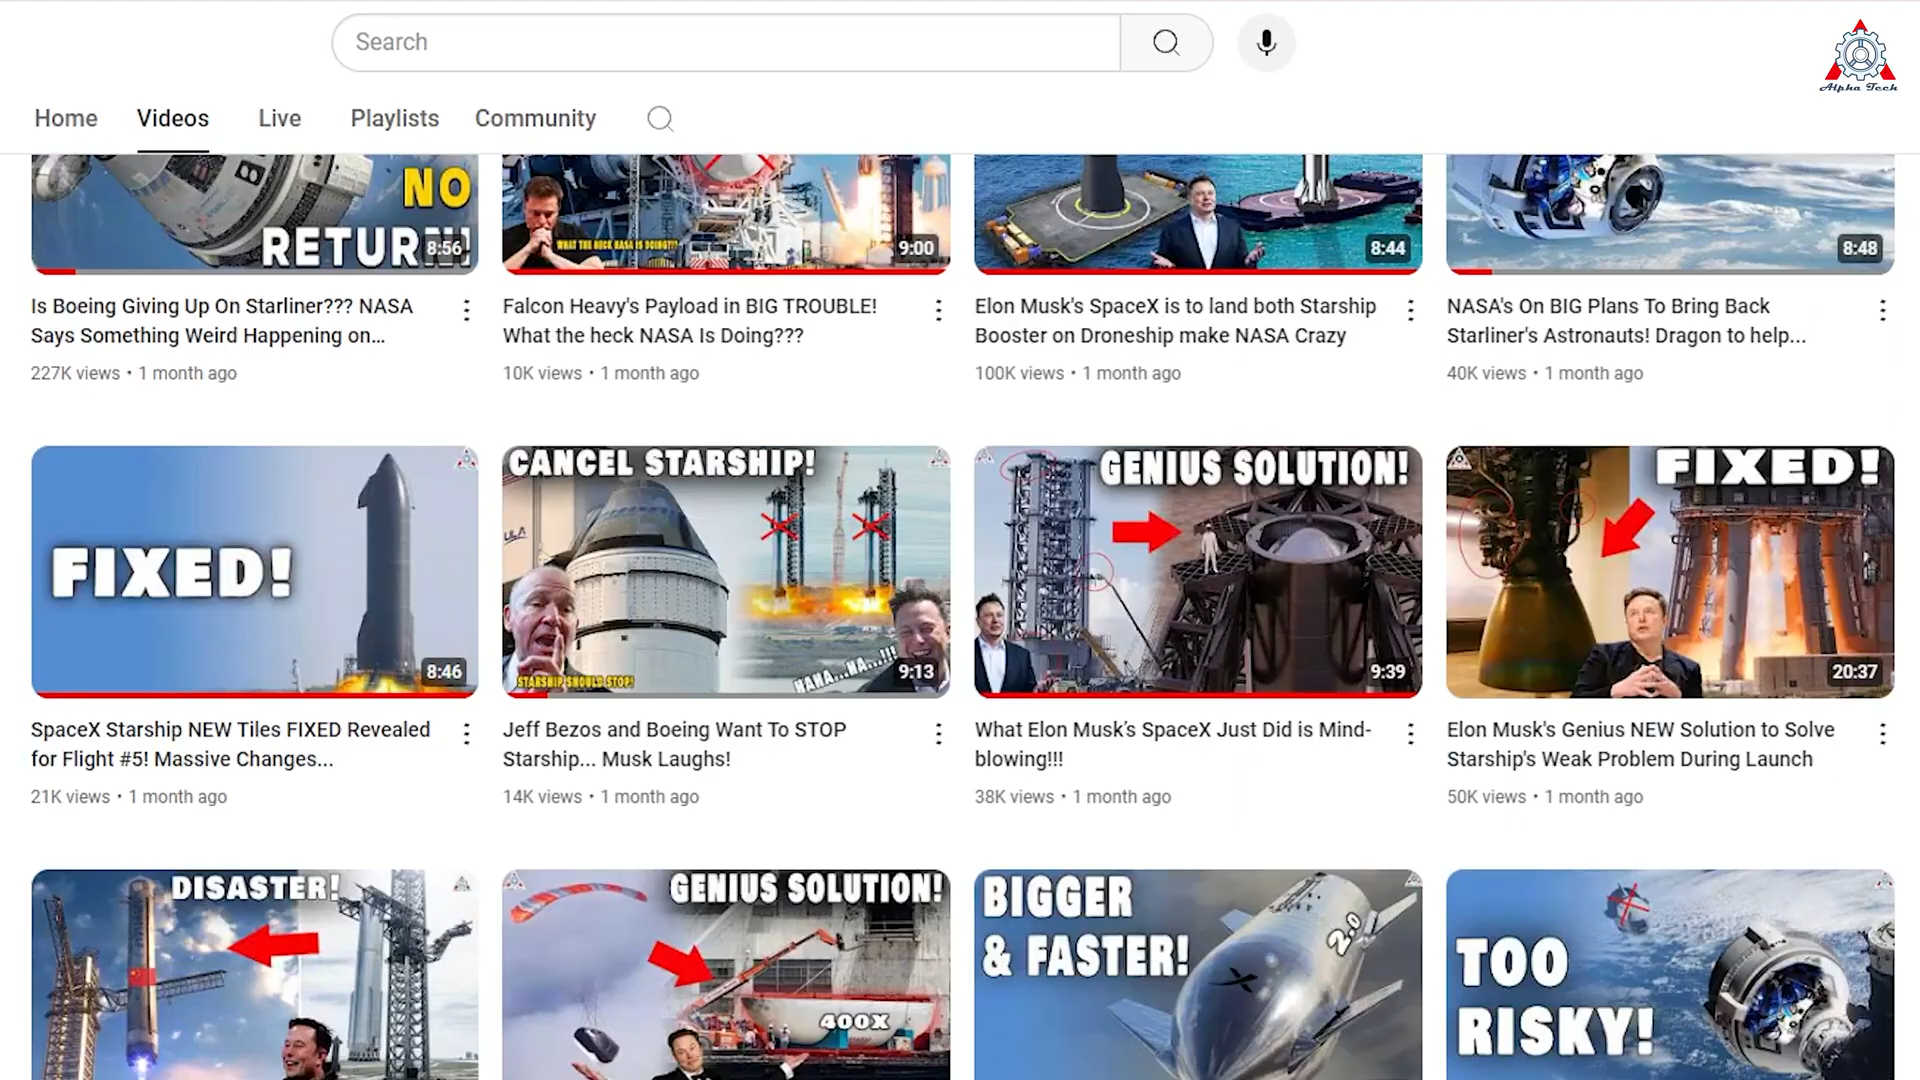 Search
Alpha Tech
Home
Videos
Live
Playlists
Community
NO
RETURN!
8:56
WHAT THE HECK NASA IS DOING???
9:00
8:44
8:48
Is Boeing Giving Up On Starliner??? NASA
Says Something Weird Happening on...
227K views • 1 month ago
Falcon Heavy's Payload in BIG TROUBLE!
What the heck NASA Is Doing???
10K views • 1 month ago
Elon Musk's SpaceX is to land both Starship
Booster on Droneship make NASA Crazy
100K views • 1 month ago
NASA's On BIG Plans To Bring Back
Starliner's Astronauts! Dragon to help...
40K views • 1 month ago
FIXED!
8:46
CANCEL STARSHIP!
ULA
STARSHIP SHOULD STOP!
HAHA...HA...!!!
9:13
GENIUS SOLUTION!
9:39
FIXED!
20:37
SpaceX Starship NEW Tiles FIXED Revealed
for Flight #5! Massive Changes...
21K views • 1 month ago
Jeff Bezos and Boeing Want To STOP
Starship... Musk Laughs!
14K views • 1 month ago
What Elon Musk’s SpaceX Just Did is Mind-
blowing!!!
38K views • 1 month ago
Elon Musk's Genius NEW Solution to Solve
Starship's Weak Problem During Launch
50K views • 1 month ago
DISASTER!
GENIUS SOLUTION!
400X
BIGGER
& FASTER!
2.0
X
TOO
RISKY!